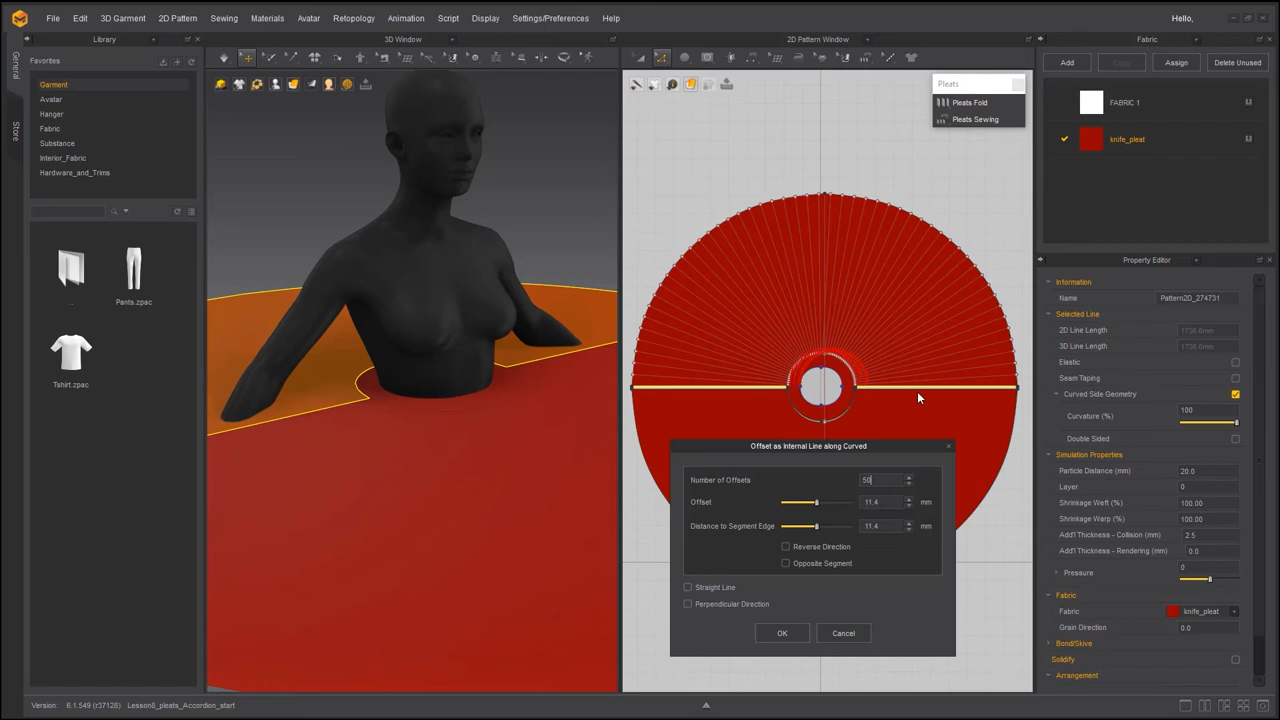 File Edit 3D Garment 2D Pattern Sewing Materials Avatar Retopology Animation Script Display Settings/Preferences Help Hello,
Library 3D Window 2D Pattern Window Fabric
General
Store
Favorites
Garment
Avatar
Hanger
Fabric
Substance
Interior_Fabric
Hardware_and_Trims
..
Pants.zpac
Tshirt.zpac
Pleats
Pleats Fold
Pleats Sewing
Add Copy Assign Delete Unused
FABRIC 1
knife_pleat
Property Editor
Information
Name Pattern2D_274731
Selected Line
2D Line Length 1736.6mm
3D Line Length 1736.6mm
Elastic
Seam Taping
Curved Side Geometry
Curvature (%) 100
Double Sided
Simulation Properties
Particle Distance (mm) 20.0
Layer 0
Shrinkage Weft (%) 100.00
Shrinkage Warp (%) 100.00
Add'l Thickness - Collision (mm) 2.5
Add'l Thickness - Rendering (mm) 0.0
Pressure 0
Fabric
Fabric knife_pleat
Grain Direction 0.0
Bond/Skive
Solidify
Arrangement
Offset as Internal Line along Curved
Number of Offsets 50
Offset 11.4 mm
Distance to Segment Edge 11.4 mm
Reverse Direction
Opposite Segment
Straight Line
Perpendicular Direction
OK Cancel
Version: 6.1.549 (r37128) Lesson8_pleats_Accordion_start